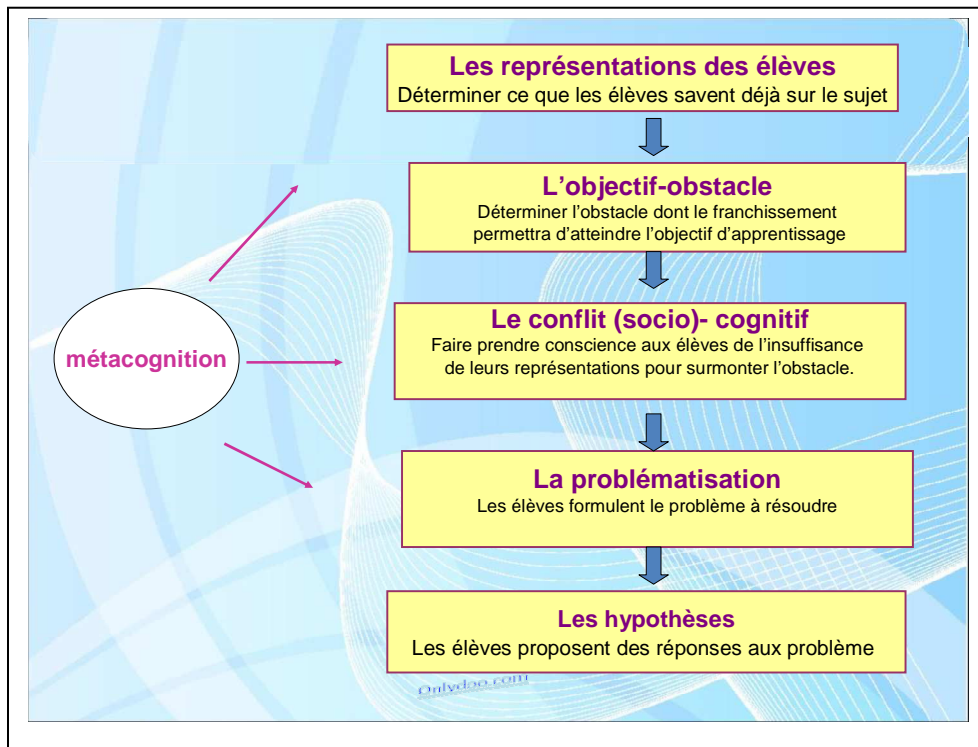 Les représentations des élèves
Déterminer ce que les élèves savent déjà sur le sujet
L'objectif-obstacle
Déterminer l'obstacle dont le franchissement
permettra d'atteindre l'objectif d'apprentissage
Le conflit (socio)- cognitif
Faire prendre conscience aux élèves de l'insuffisance
de leurs représentations pour surmonter l'obstacle.
métacognition
La problématisation
Les élèves formulent le problème à résoudre
Les hypothèses
Les élèves proposent des réponses aux problème
Onlydoo.com